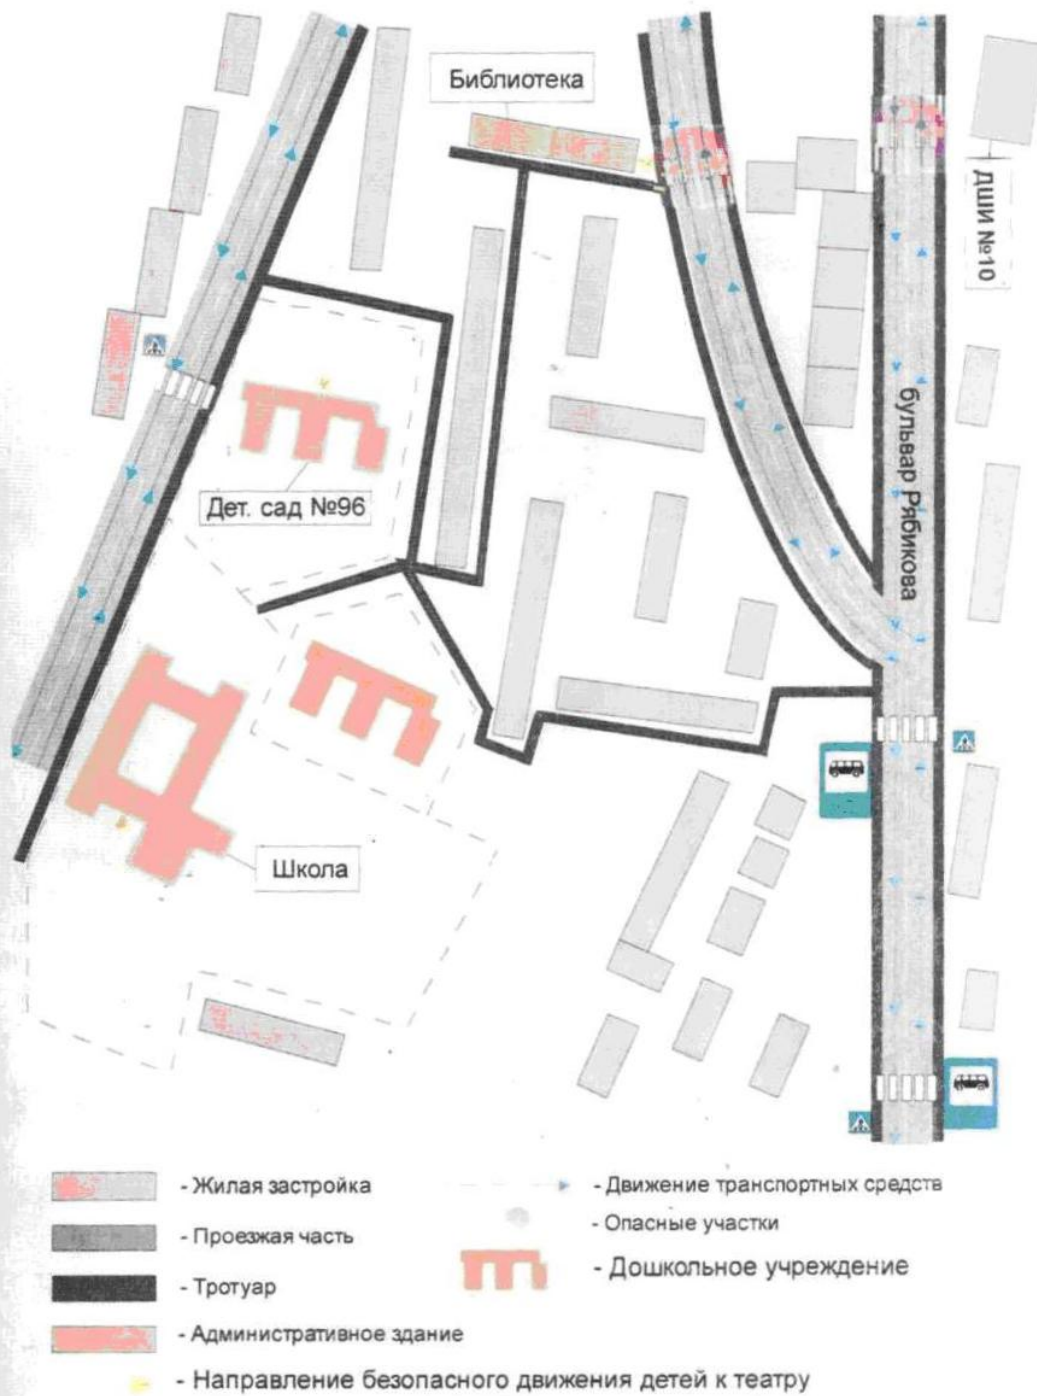 Библиотека
ДШИ №10
бульвар Рябикова
Дет. сад №96
Школа
- Жилая застройка
- Проезжая часть
- Тротуар
- Административное здание
- Движение транспортных средств
- Опасные участки
- Дошкольное учреждение
- Направление безопасного движения детей к театру